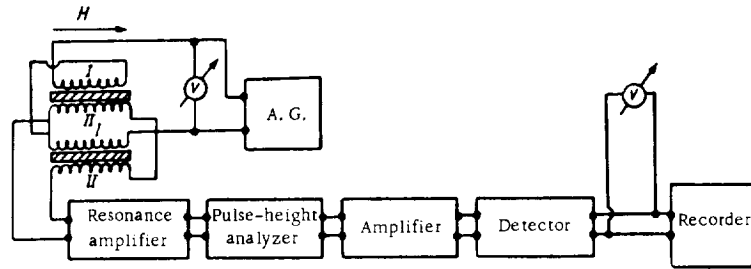 H
I
II
I
II
V
A. G.
V
Resonance
amplifier
Pulse-height
analyzer
Amplifier
Detector
Recorder